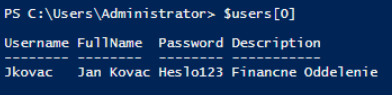 PS C:\Users\Administrator> $users[0]
Username FullName Password Description
-------- -------- -------- -----------
Jkovac Jan Kovac Heslo123 Financne Oddelenie